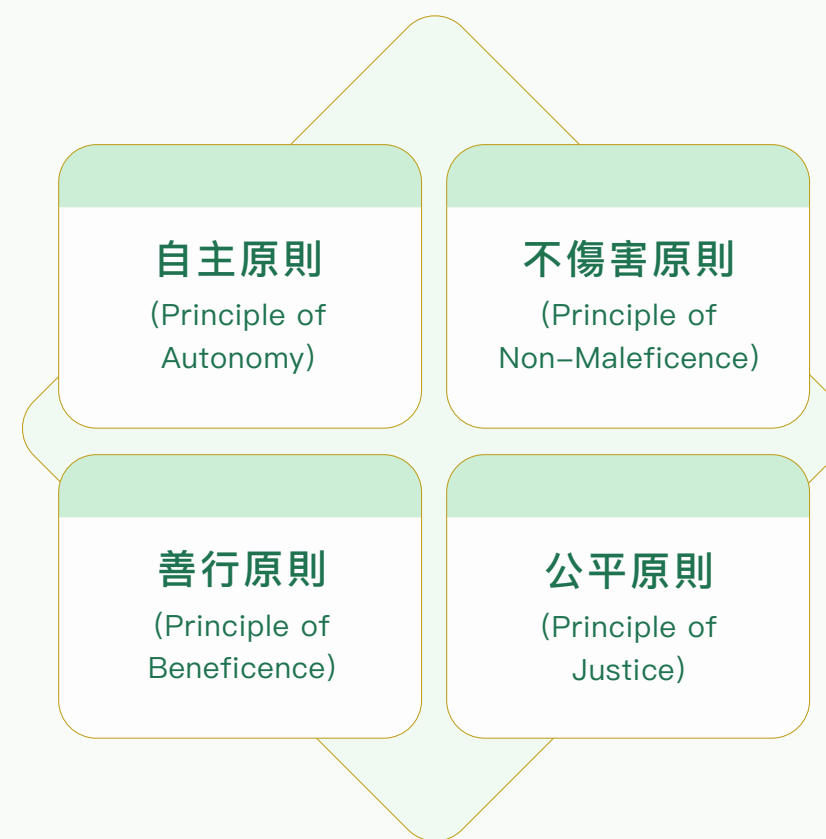 自主原則
(Principle of
Autonomy)
不傷害原則
(Principle of
Non-Maleficence)
善行原則
(Principle of
Beneficence)
公平原則
(Principle of
Justice)